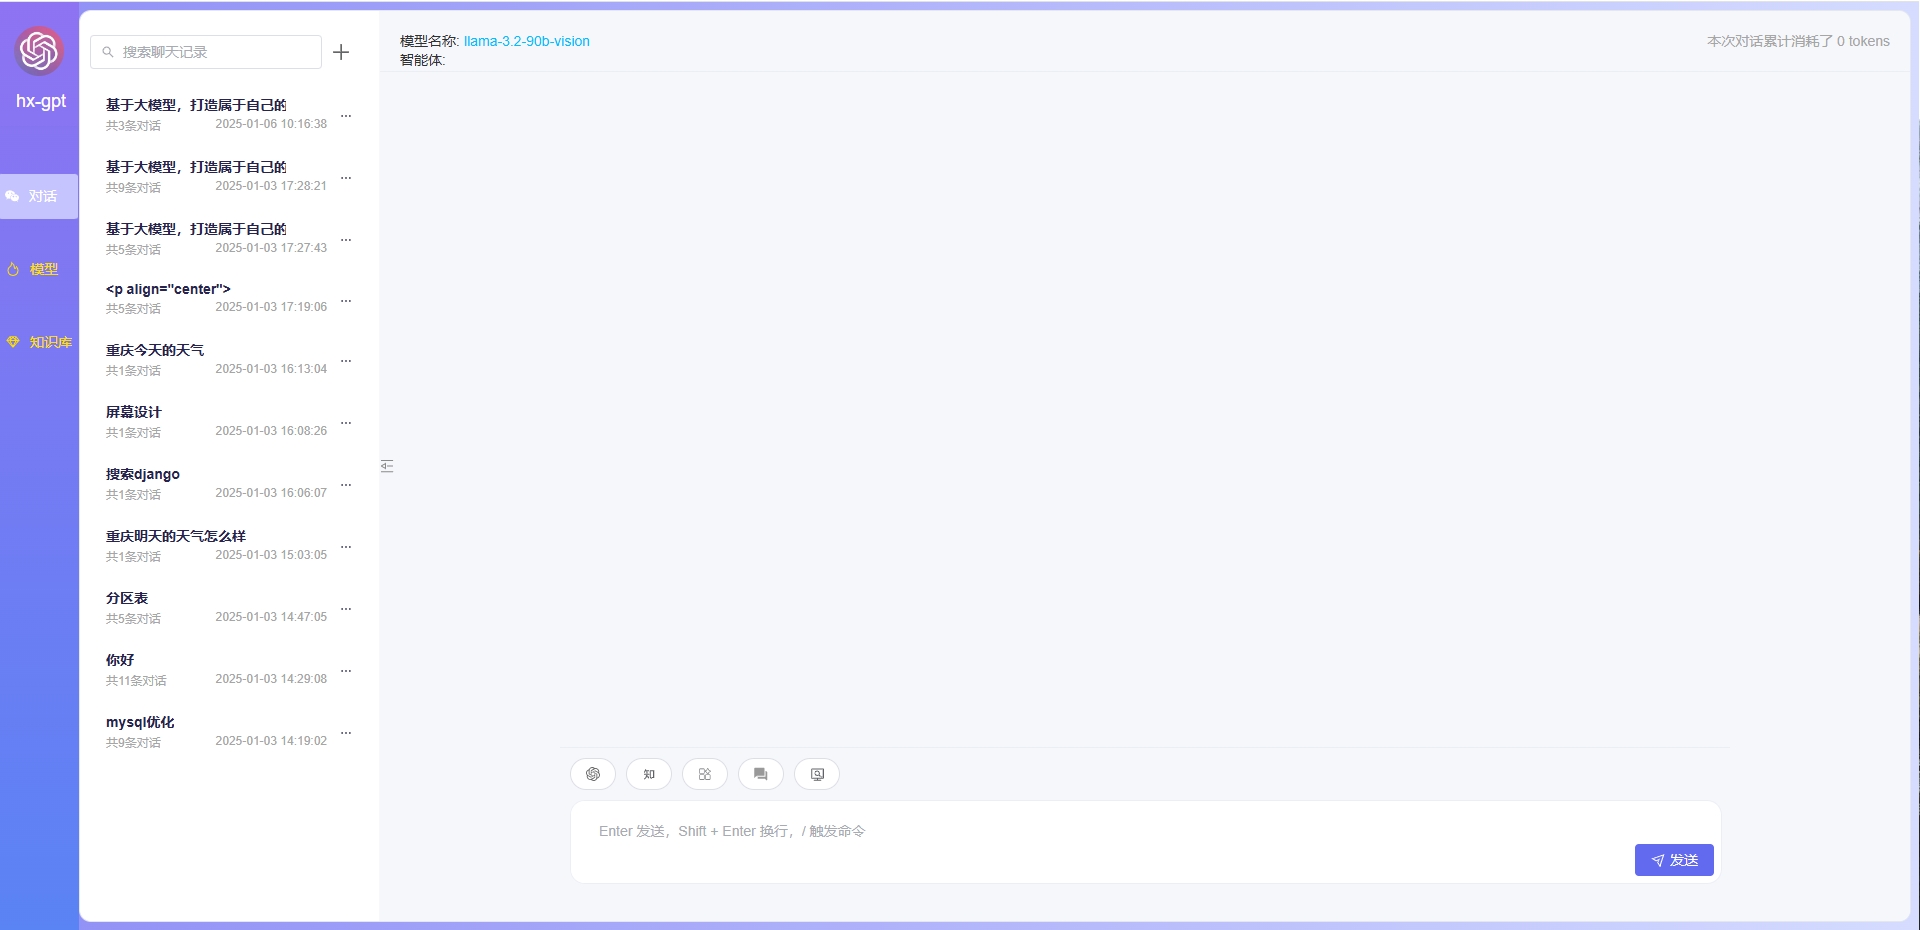 hx-gpt
对话
模型
知识库
搜索聊天记录
基于大模型，打造属于自己的
共3条对话 2025-01-06 10:16:38
基于大模型，打造属于自己的
共9条对话 2025-01-03 17:28:21
基于大模型，打造属于自己的
共5条对话 2025-01-03 17:27:43
<p align="center">
共5条对话 2025-01-03 17:19:06
重庆今天的天气
共1条对话 2025-01-03 16:13:04
屏幕设计
共1条对话 2025-01-03 16:08:26
搜索django
共1条对话 2025-01-03 16:06:07
重庆明天的天气怎么样
共1条对话 2025-01-03 15:03:05
分区表
共5条对话 2025-01-03 14:47:05
你好
共11条对话 2025-01-03 14:29:08
mysql优化
共9条对话 2025-01-03 14:19:02
模型名称: llama-3.2-90b-vision
智能体:
本次对话累计消耗了 0 tokens
知
Enter 发送，Shift + Enter 换行，/ 触发命令
发送